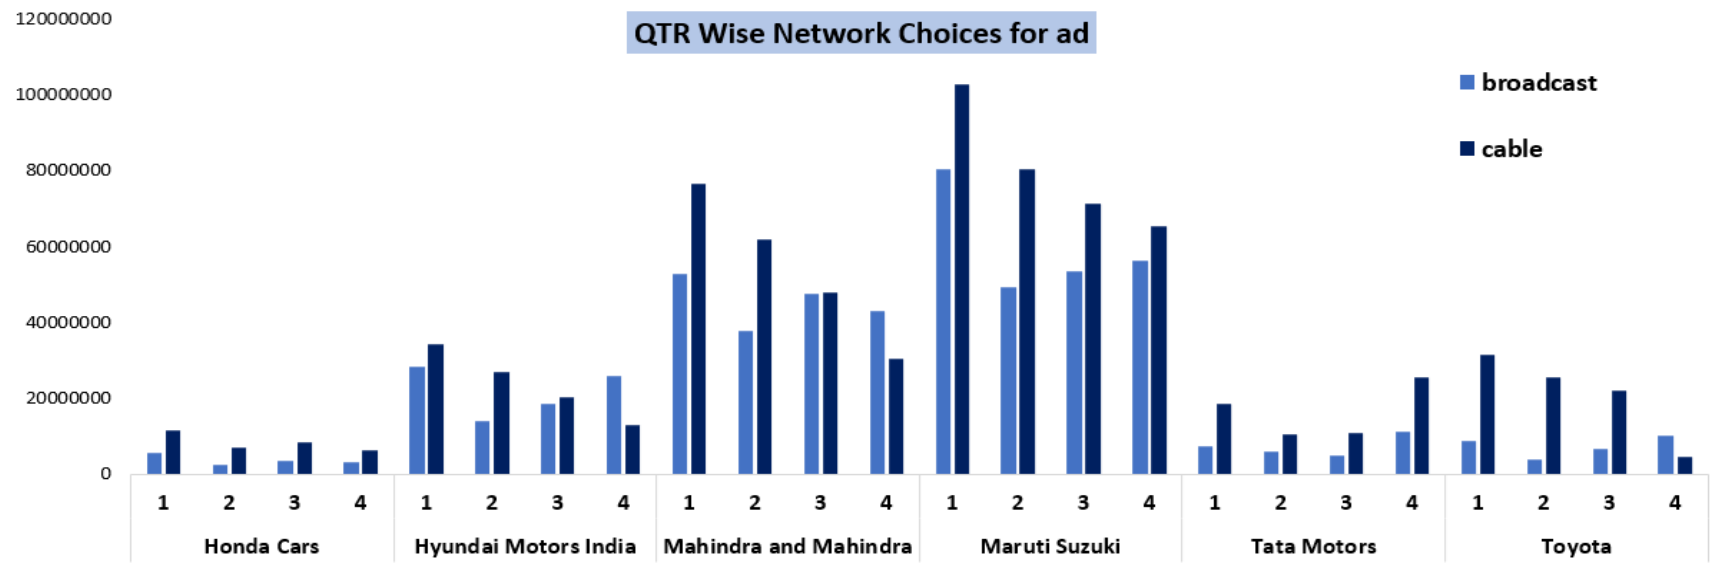 QTR Wise Network Choices for ad
120000000
100000000
80000000
60000000
40000000
20000000
0
broadcast
cable
1 2 3 4 1 2 3 4 1 2 3 4 1 2 3 4 1 2 3 4 1 2 3 4
Honda Cars Hyundai Motors India Mahindra and Mahindra Maruti Suzuki Tata Motors Toyota